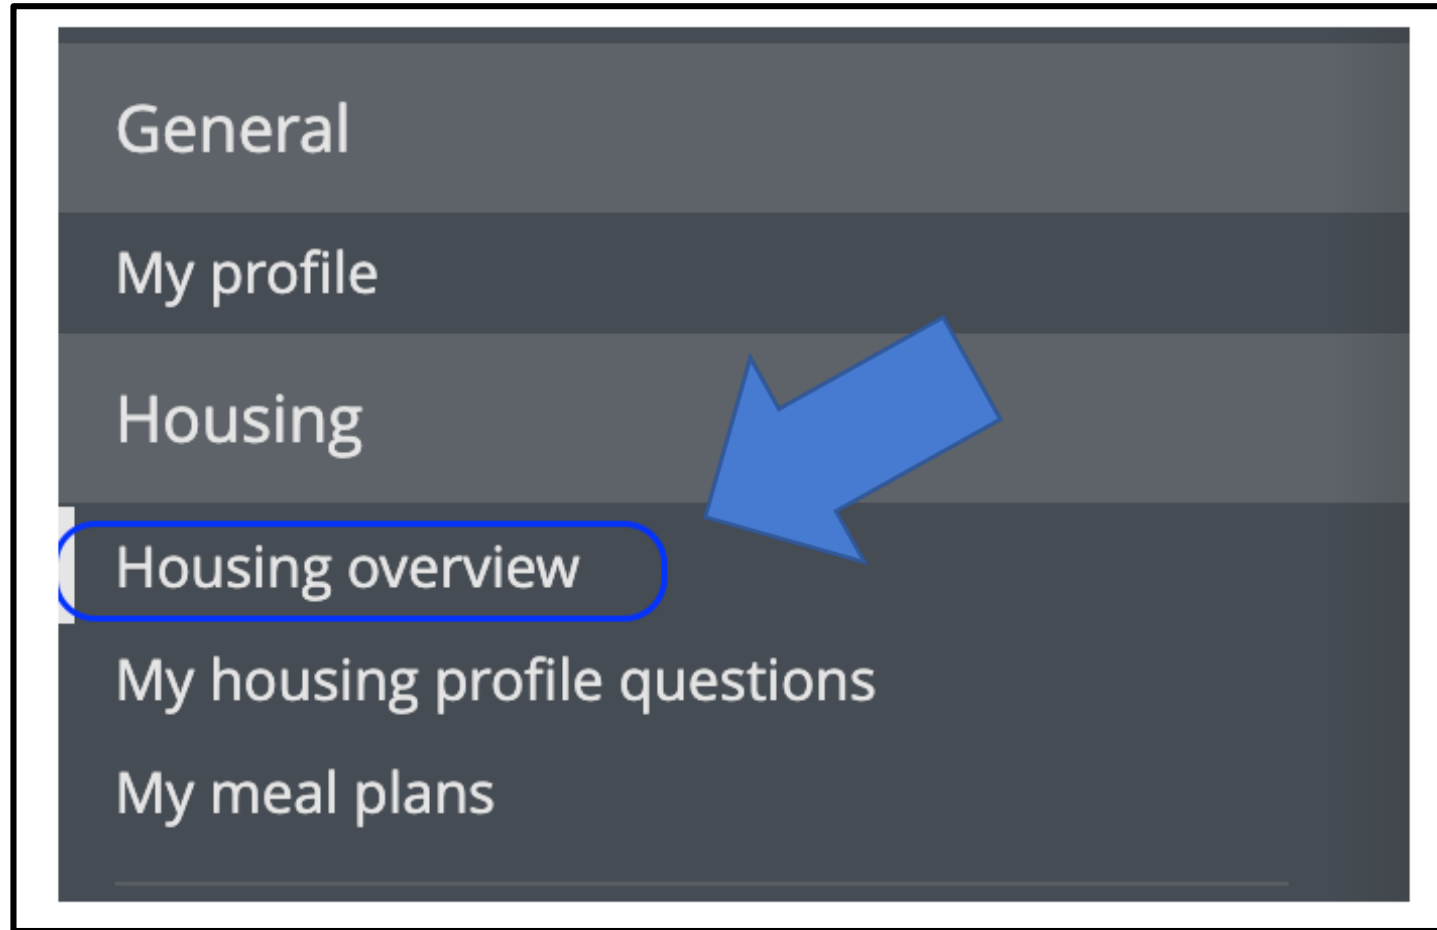 General
My profile
Housing
Housing overview
My housing profile questions
My meal plans